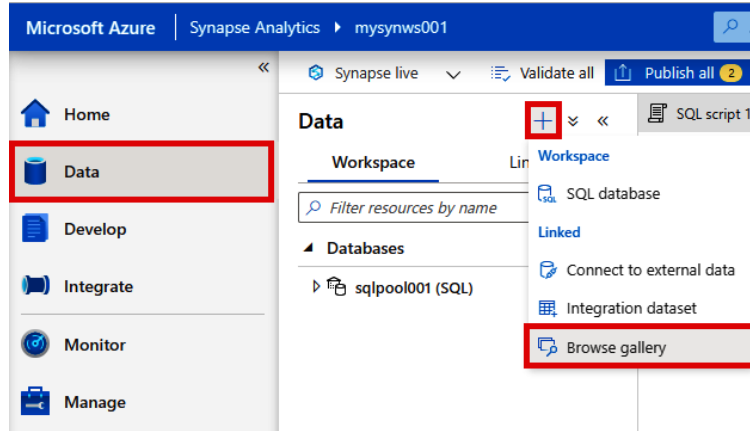 Microsoft Azure Synapse Analytics mysynws001
Synapse live Validate all Publish all 2
Home
Data
Develop
Integrate
Monitor
Manage
Data
Workspace
Filter resources by name
Databases
sqlpool001 (SQL)
Workspace
SQL database
Linked
Connect to external data
Integration dataset
Browse gallery
SQL script 1